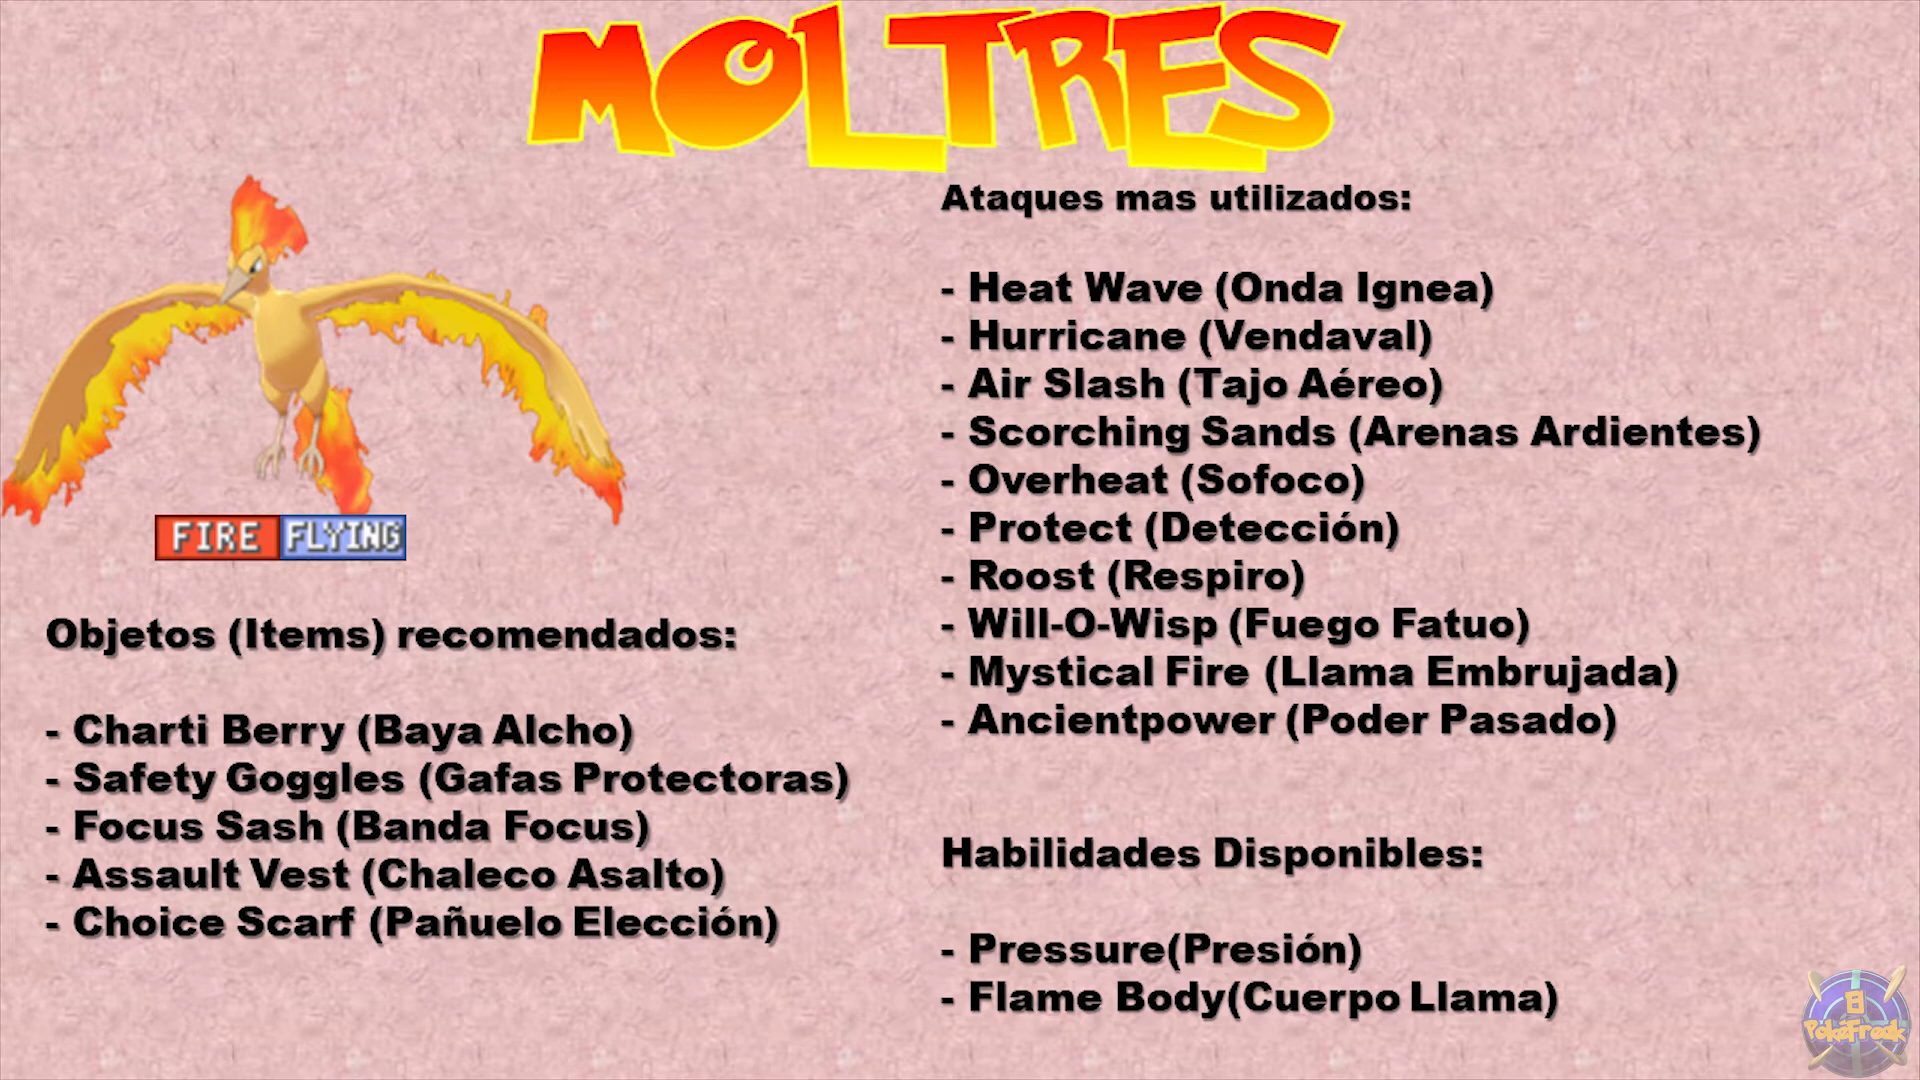 MOLTRES
FIRE FLYING
Objetos (Items) recomendados:
- Charti Berry (Baya Alcho)
- Safety Goggles (Gafas Protectoras)
- Focus Sash (Banda Focus)
- Assault Vest (Chaleco Asalto)
- Choice Scarf (Pañuelo Elección)
Ataques mas utilizados:
- Heat Wave (Onda Ignea)
- Hurricane (Vendaval)
- Air Slash (Tajo Aéreo)
- Scorching Sands (Arenas Ardientes)
- Overheat (Sofoco)
- Protect (Detección)
- Roost (Respiro)
- Will-O-Wisp (Fuego Fatuo)
- Mystical Fire (Llama Embrujada)
- Ancientpower (Poder Pasado)
Habilidades Disponibles:
- Pressure(Presión)
- Flame Body(Cuerpo Llama)
El
PokéFreak